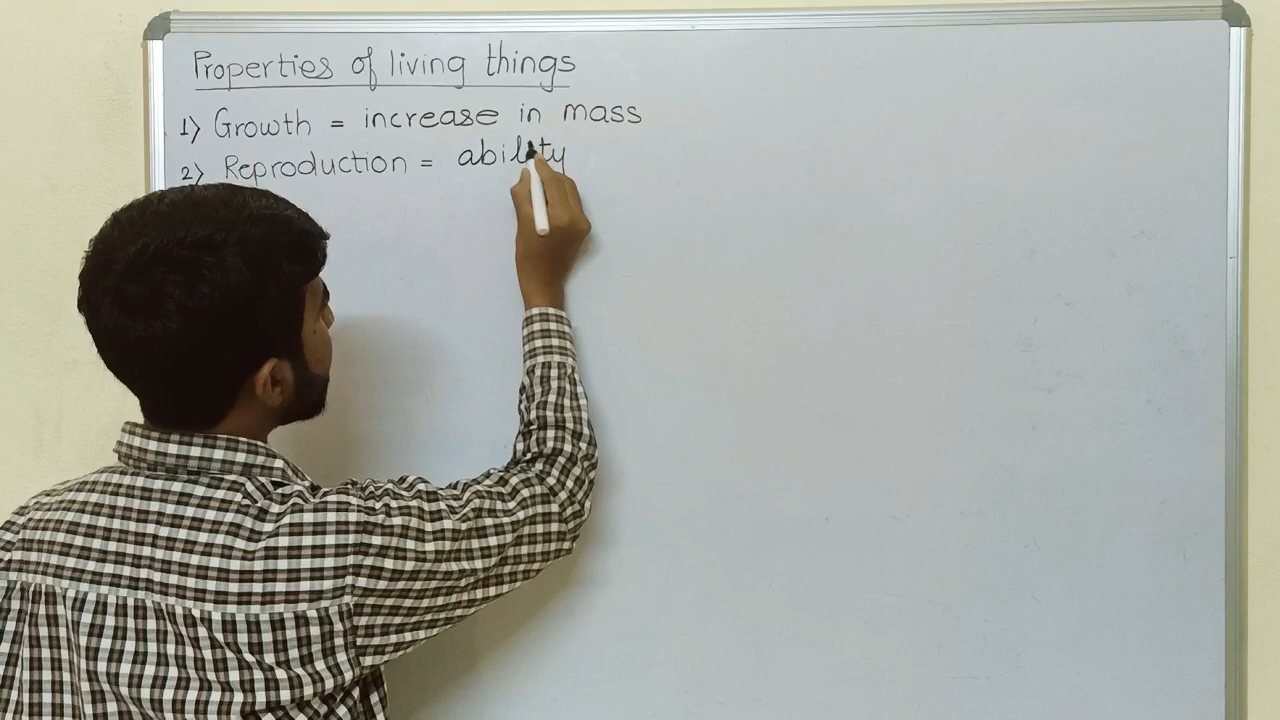 Properties of living things
1) Growth = increase in mass
2) Reproduction = ability